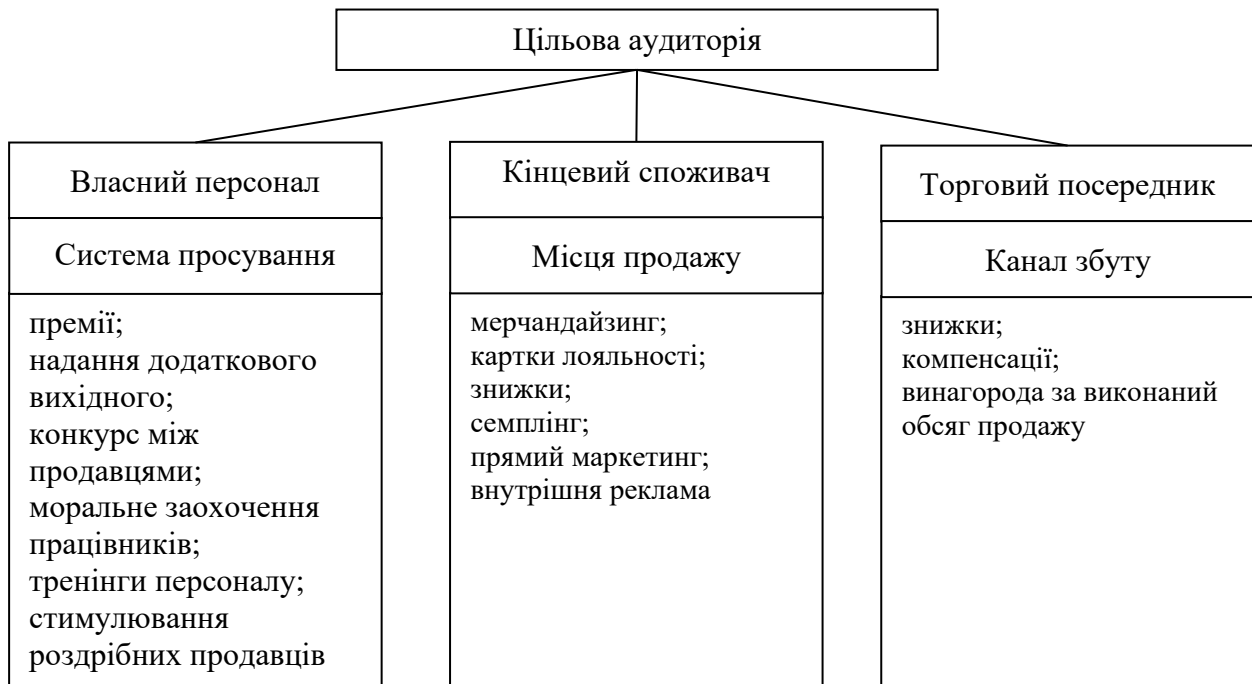 Цільова аудиторія
Власний персонал
Система просування
премії;
надання додаткового
вихідного;
конкурс між
продавцями;
моральне заохочення
працівників;
тренінги персоналу;
стимулювання
роздрібних продавців
Кінцевий споживач
Місця продажу
мерчандайзинг;
картки лояльності;
знижки;
семплінг;
прямий маркетинг;
внутрішня реклама
Торговий посередник
Канал збуту
знижки;
компенсації;
винагорода за виконаний
обсяг продажу